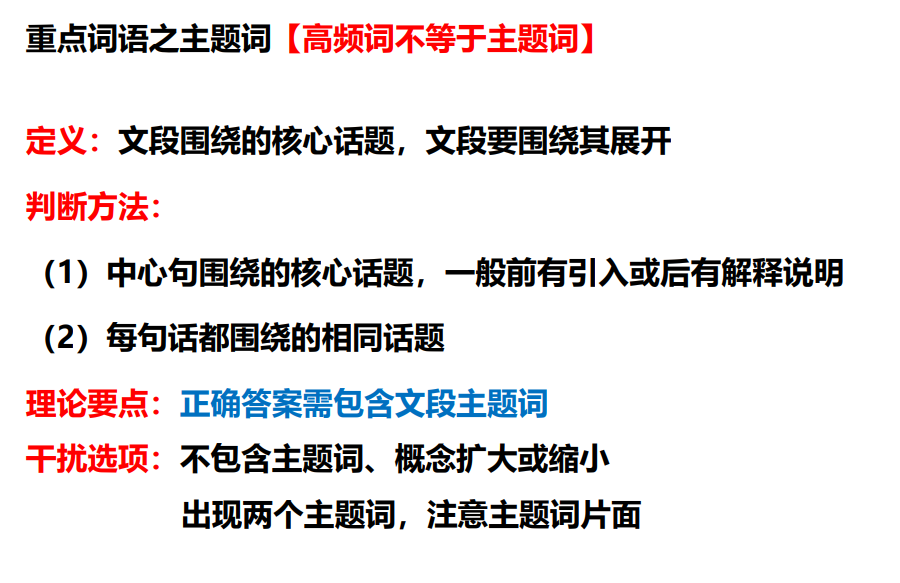 重点词语之主题词【高频词不等于主题词】
定义：文段围绕的核心话题，文段要围绕其展开
判断方法：
（1）中心句围绕的核心话题，一般前有引入或后有解释说明
（2）每句话都围绕的相同话题
理论要点：正确答案需包含文段主题词
干扰选项：不包含主题词、概念扩大或缩小
出现两个主题词，注意主题词片面